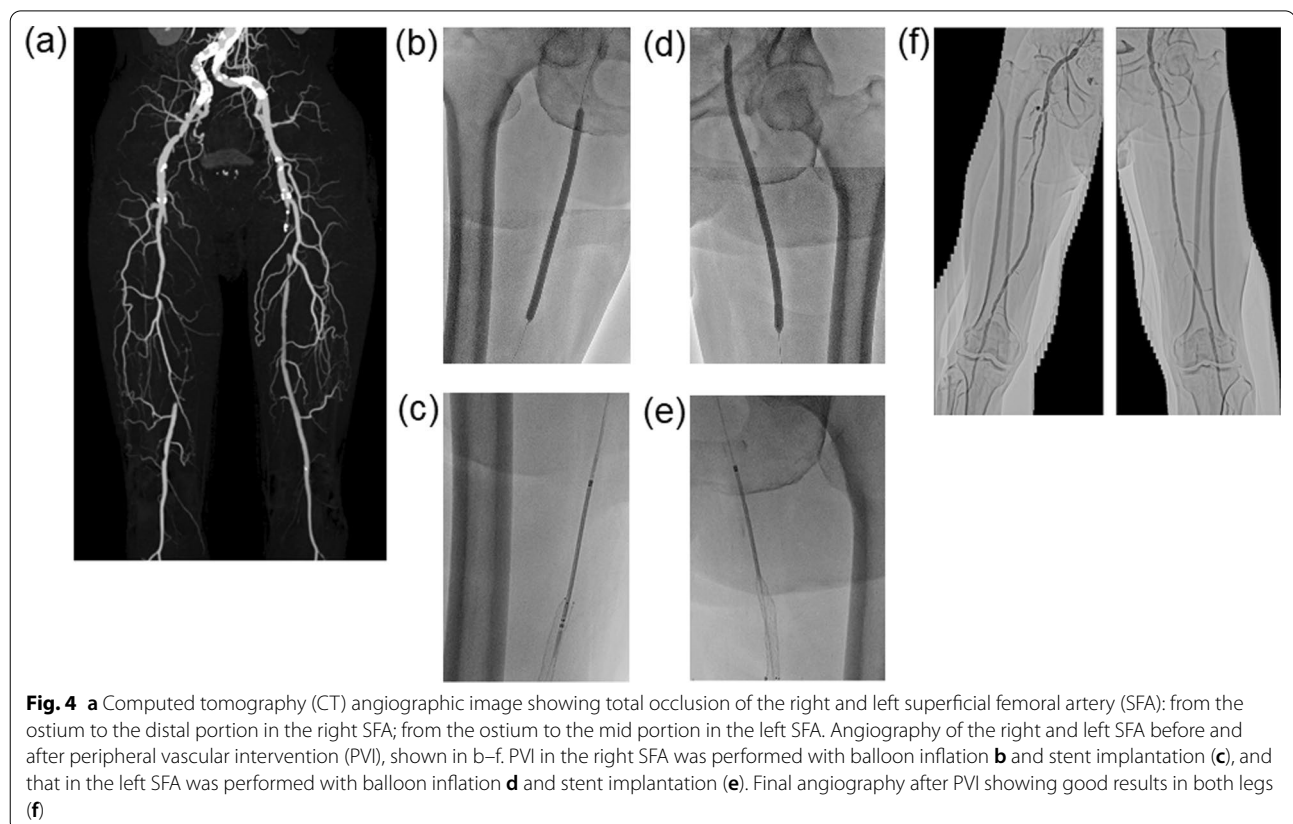 (a)
(b)
(d)
(f)
(c)
(e)
Fig. 4 a Computed tomography (CT) angiographic image showing total occlusion of the right and left superficial femoral artery (SFA): from the
ostium to the distal portion in the right SFA; from the ostium to the mid portion in the left SFA. Angiography of the right and left SFA before and
after peripheral vascular intervention (PVI), shown in b–f. PVI in the right SFA was performed with balloon inflation b and stent implantation (c), and
that in the left SFA was performed with balloon inflation d and stent implantation (e). Final angiography after PVI showing good results in both legs
(f)